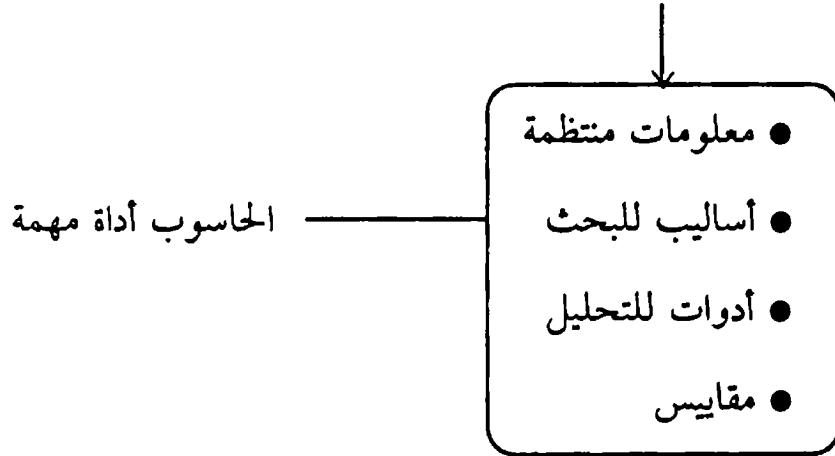 ● معلومات منتظمة
● أساليب للبحث
الحاسوب أداة مهمة
● أدوات للتحليل
● مقاييس